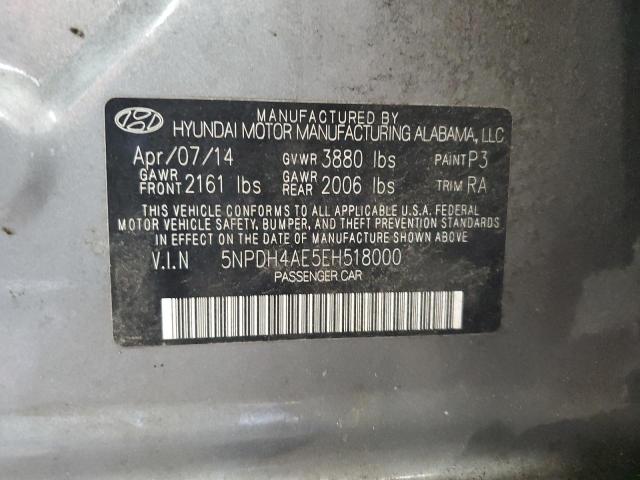 MANUFACTURED BY
HYUNDAI MOTOR MANUFACTURING ALABAMA, LLC
Apr/07/14 GVWR 3880 lbs PAINT P3
GAWR FRONT 2161 lbs GAWR REAR 2006 lbs TRIM RA
THIS VEHICLE CONFORMS TO ALL APPLICABLE U.S.A. FEDERAL
MOTOR VEHICLE SAFETY, BUMPER, AND THEFT PREVENTION STANDARDS
IN EFFECT ON THE DATE OF MANUFACTURE SHOWN ABOVE
V.I.N 5NPDH4AE5EH518000
PASSENGER CAR